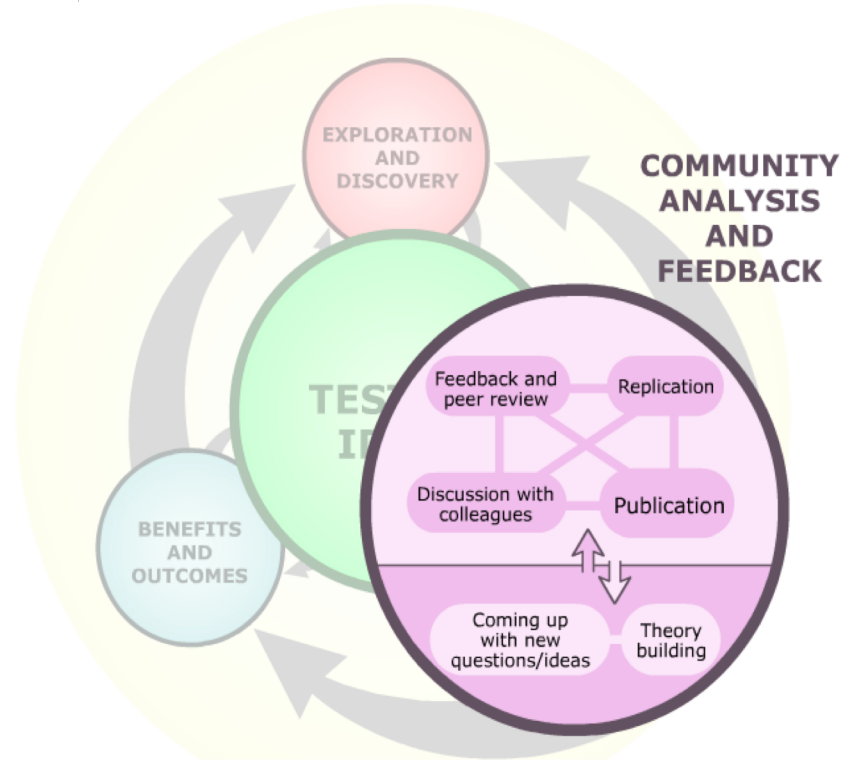 EXPLORATION
AND
DISCOVERY
COMMUNITY
ANALYSIS
AND
FEEDBACK
Feedback and
peer review
Replication
Discussion with
colleagues
Publication
BENEFITS
AND
OUTCOMES
Coming up
with new
questions/ideas
Theory
building